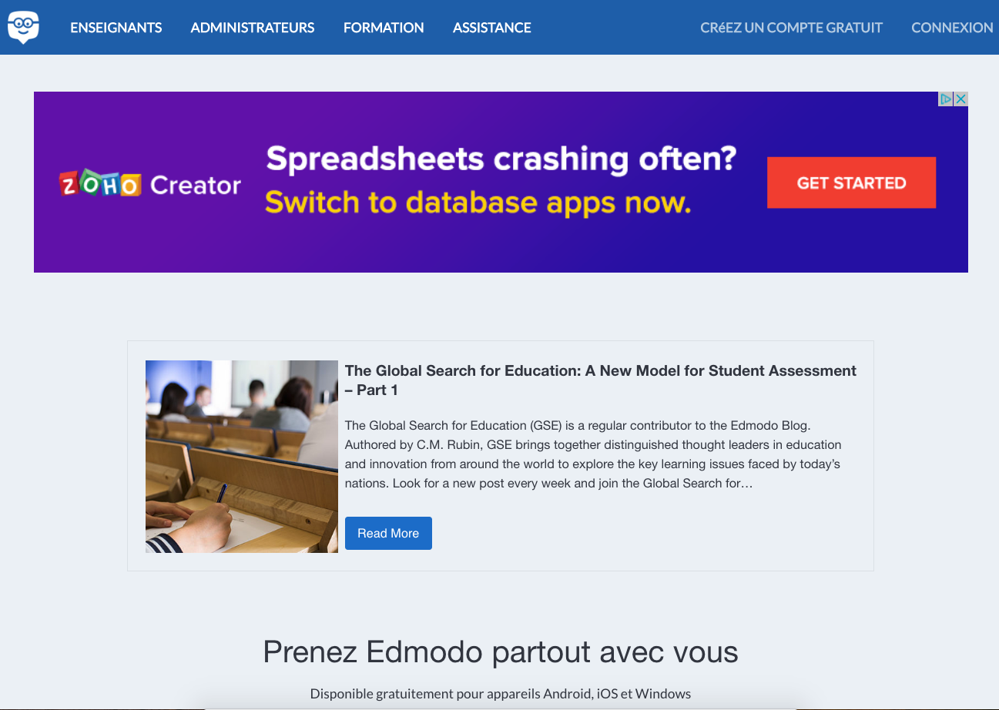 ENSEIGNANTS ADMINISTRATEURS FORMATION ASSISTANCE CRéEZ UN COMPTE GRATUIT CONNEXION
Spreadsheets crashing often?
ZOHO Creator
GET STARTED
Switch to database apps now.
The Global Search for Education: A New Model for Student Assessment
– Part 1
The Global Search for Education (GSE) is a regular contributor to the Edmodo Blog.
Authored by C.M. Rubin, GSE brings together distinguished thought leaders in education
and innovation from around the world to explore the key learning issues faced by today’s
nations. Look for a new post every week and join the Global Search for…
Read More
Prenez Edmodo partout avec vous
Disponible gratuitement pour appareils Android, iOS et Windows